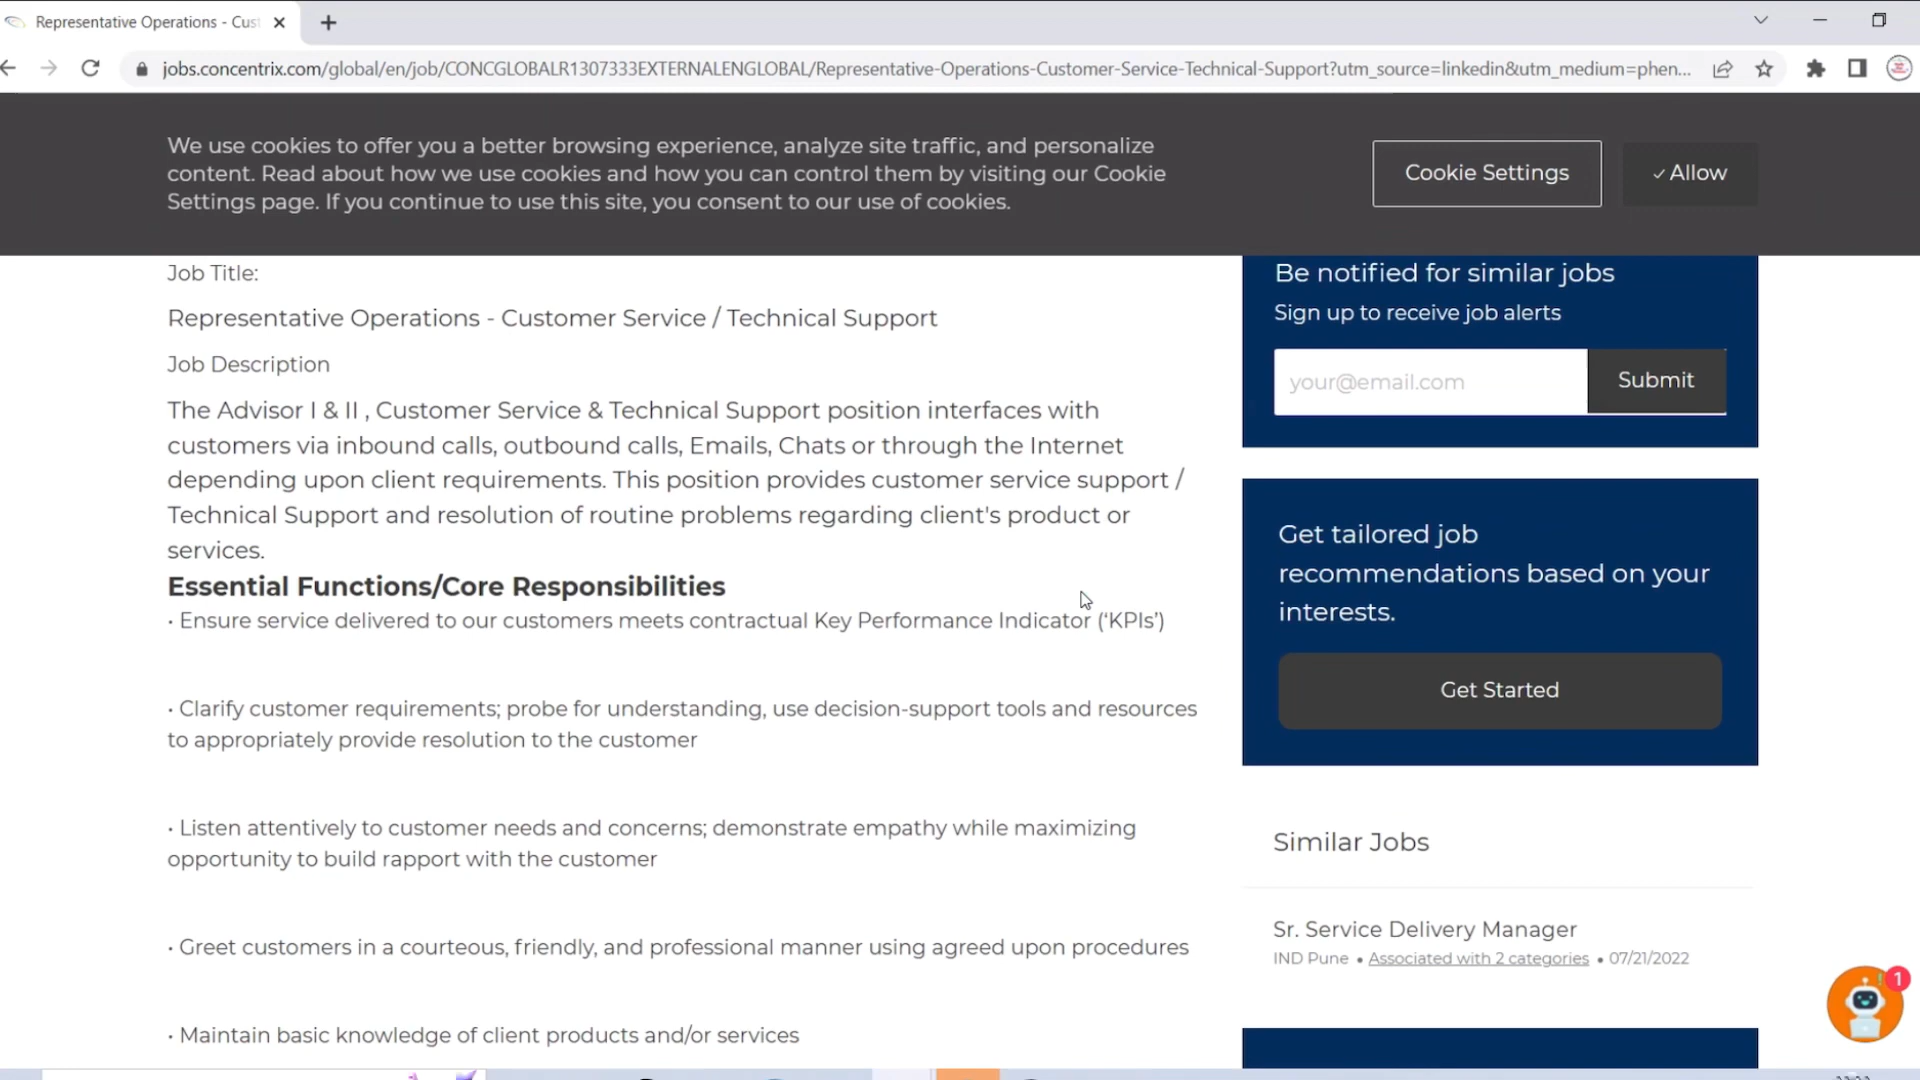 Representative Operations - Cust
jobs.concentrix.com/global/en/job/CONCGLOBALR1307333EXTERNALENGLOBAL/Representative-Operations-Customer-Service-Technical-Support?utm_source=linkedin&utm_medium=phen...
We use cookies to offer you a better browsing experience, analyze site traffic, and personalize
content. Read about how we use cookies and how you can control them by visiting our Cookie
Settings page. If you continue to use this site, you consent to our use of cookies.
Cookie Settings
✓ Allow
Job Title:
Representative Operations - Customer Service / Technical Support
Job Description
The Advisor I & II , Customer Service & Technical Support position interfaces with
customers via inbound calls, outbound calls, Emails, Chats or through the Internet
depending upon client requirements. This position provides customer service support /
Technical Support and resolution of routine problems regarding client's product or
services.
Essential Functions/Core Responsibilities
• Ensure service delivered to our customers meets contractual Key Performance Indicator (‘KPIs’)
• Clarify customer requirements; probe for understanding, use decision-support tools and resources
to appropriately provide resolution to the customer
• Listen attentively to customer needs and concerns; demonstrate empathy while maximizing
opportunity to build rapport with the customer
• Greet customers in a courteous, friendly, and professional manner using agreed upon procedures
• Maintain basic knowledge of client products and/or services
Be notified for similar jobs
Sign up to receive job alerts
your@email.com
Submit
Get tailored job
recommendations based on your
interests.
Get Started
Similar Jobs
Sr. Service Delivery Manager
IND Pune • Associated with 2 categories • 07/21/2022
1